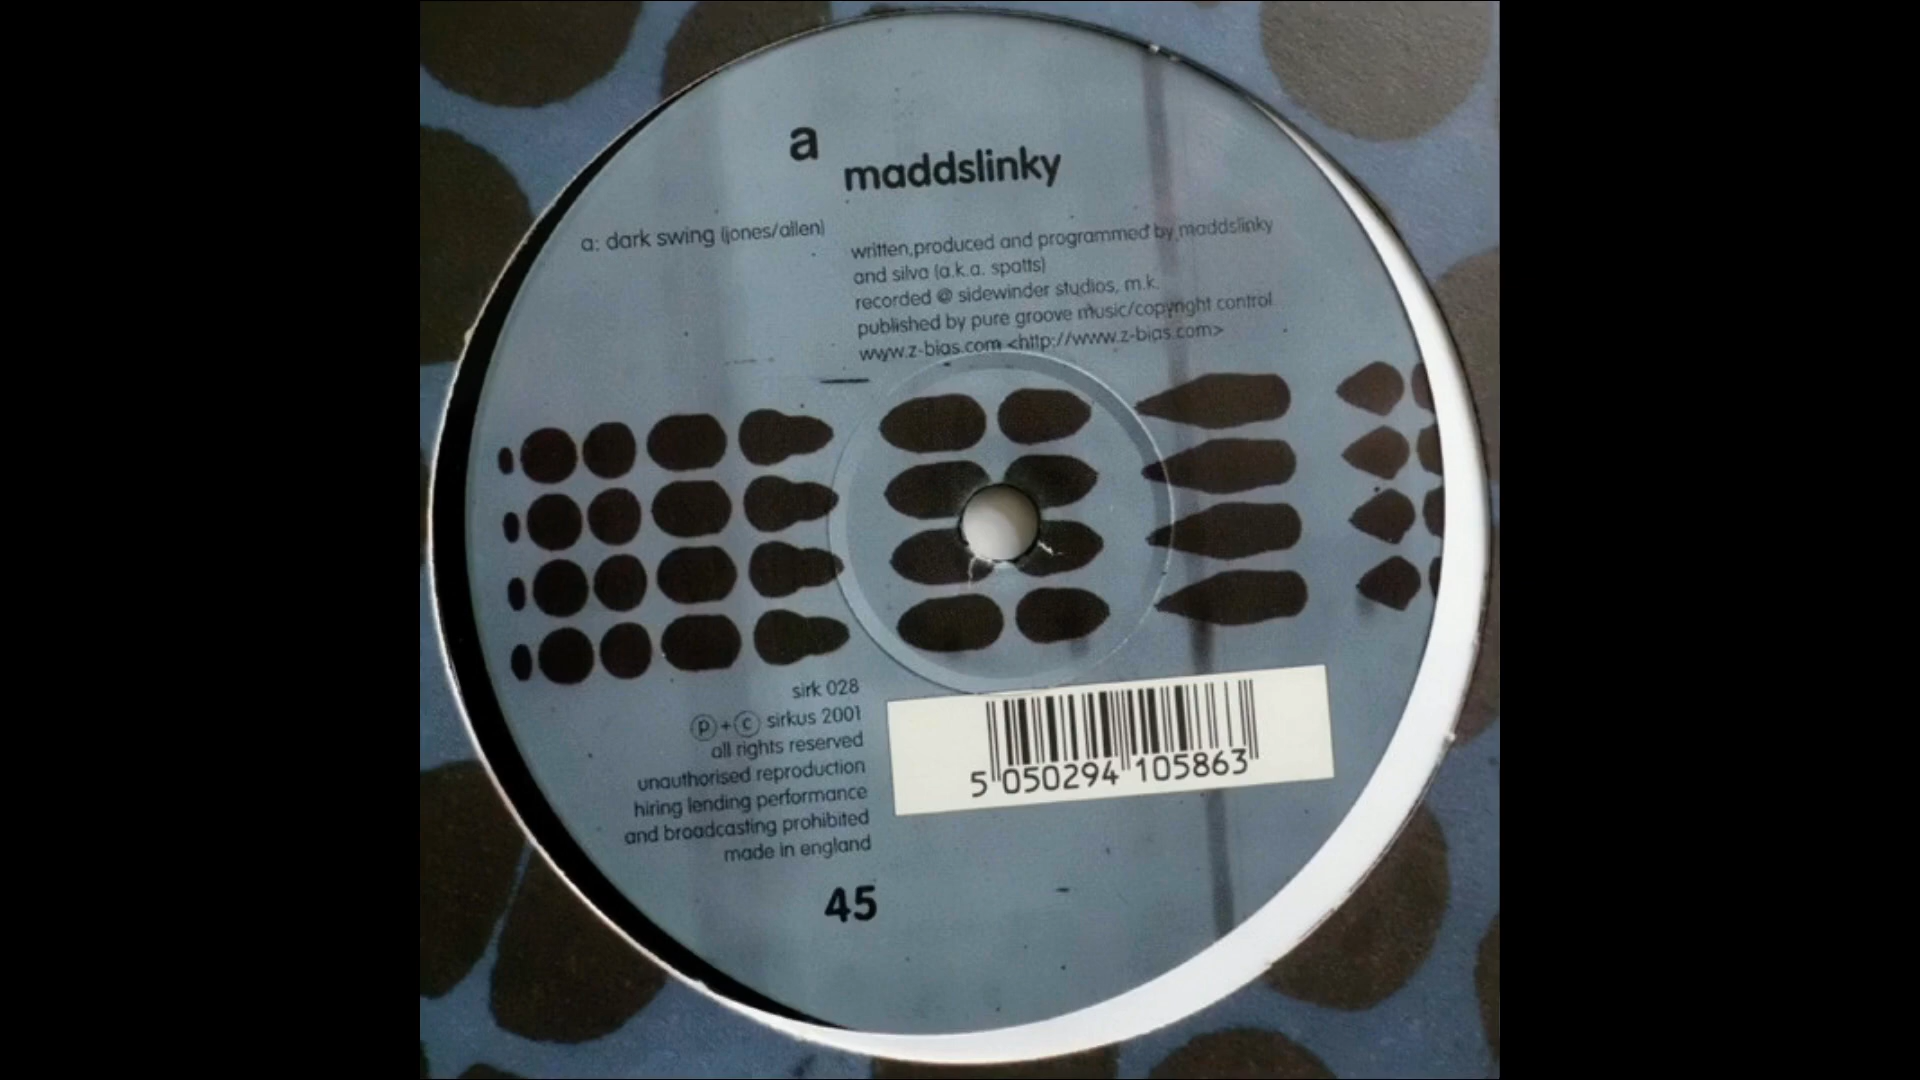 a
maddslinky
a: dark swing (jones/allen)
written,produced and programmed by maddslinky
and silva (a.k.a. spatts)
recorded @ sidewinder studios, m.k.
published by pure groove music/copyright control
www.z-bias.com <http://www.z-bias.com>
sirk 028
℗+© sirkus 2001
all rights reserved
unauthorised reproduction
hiring lending performance
and broadcasting prohibited
made in england
5 050294 105863
45